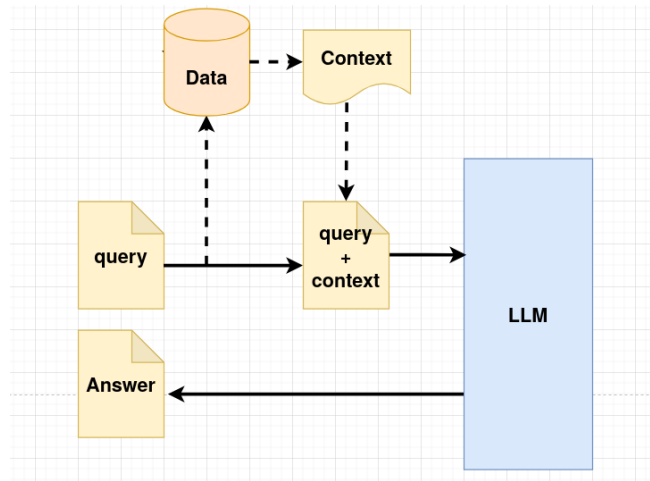 Data
Context
query
query
+
context
LLM
Answer